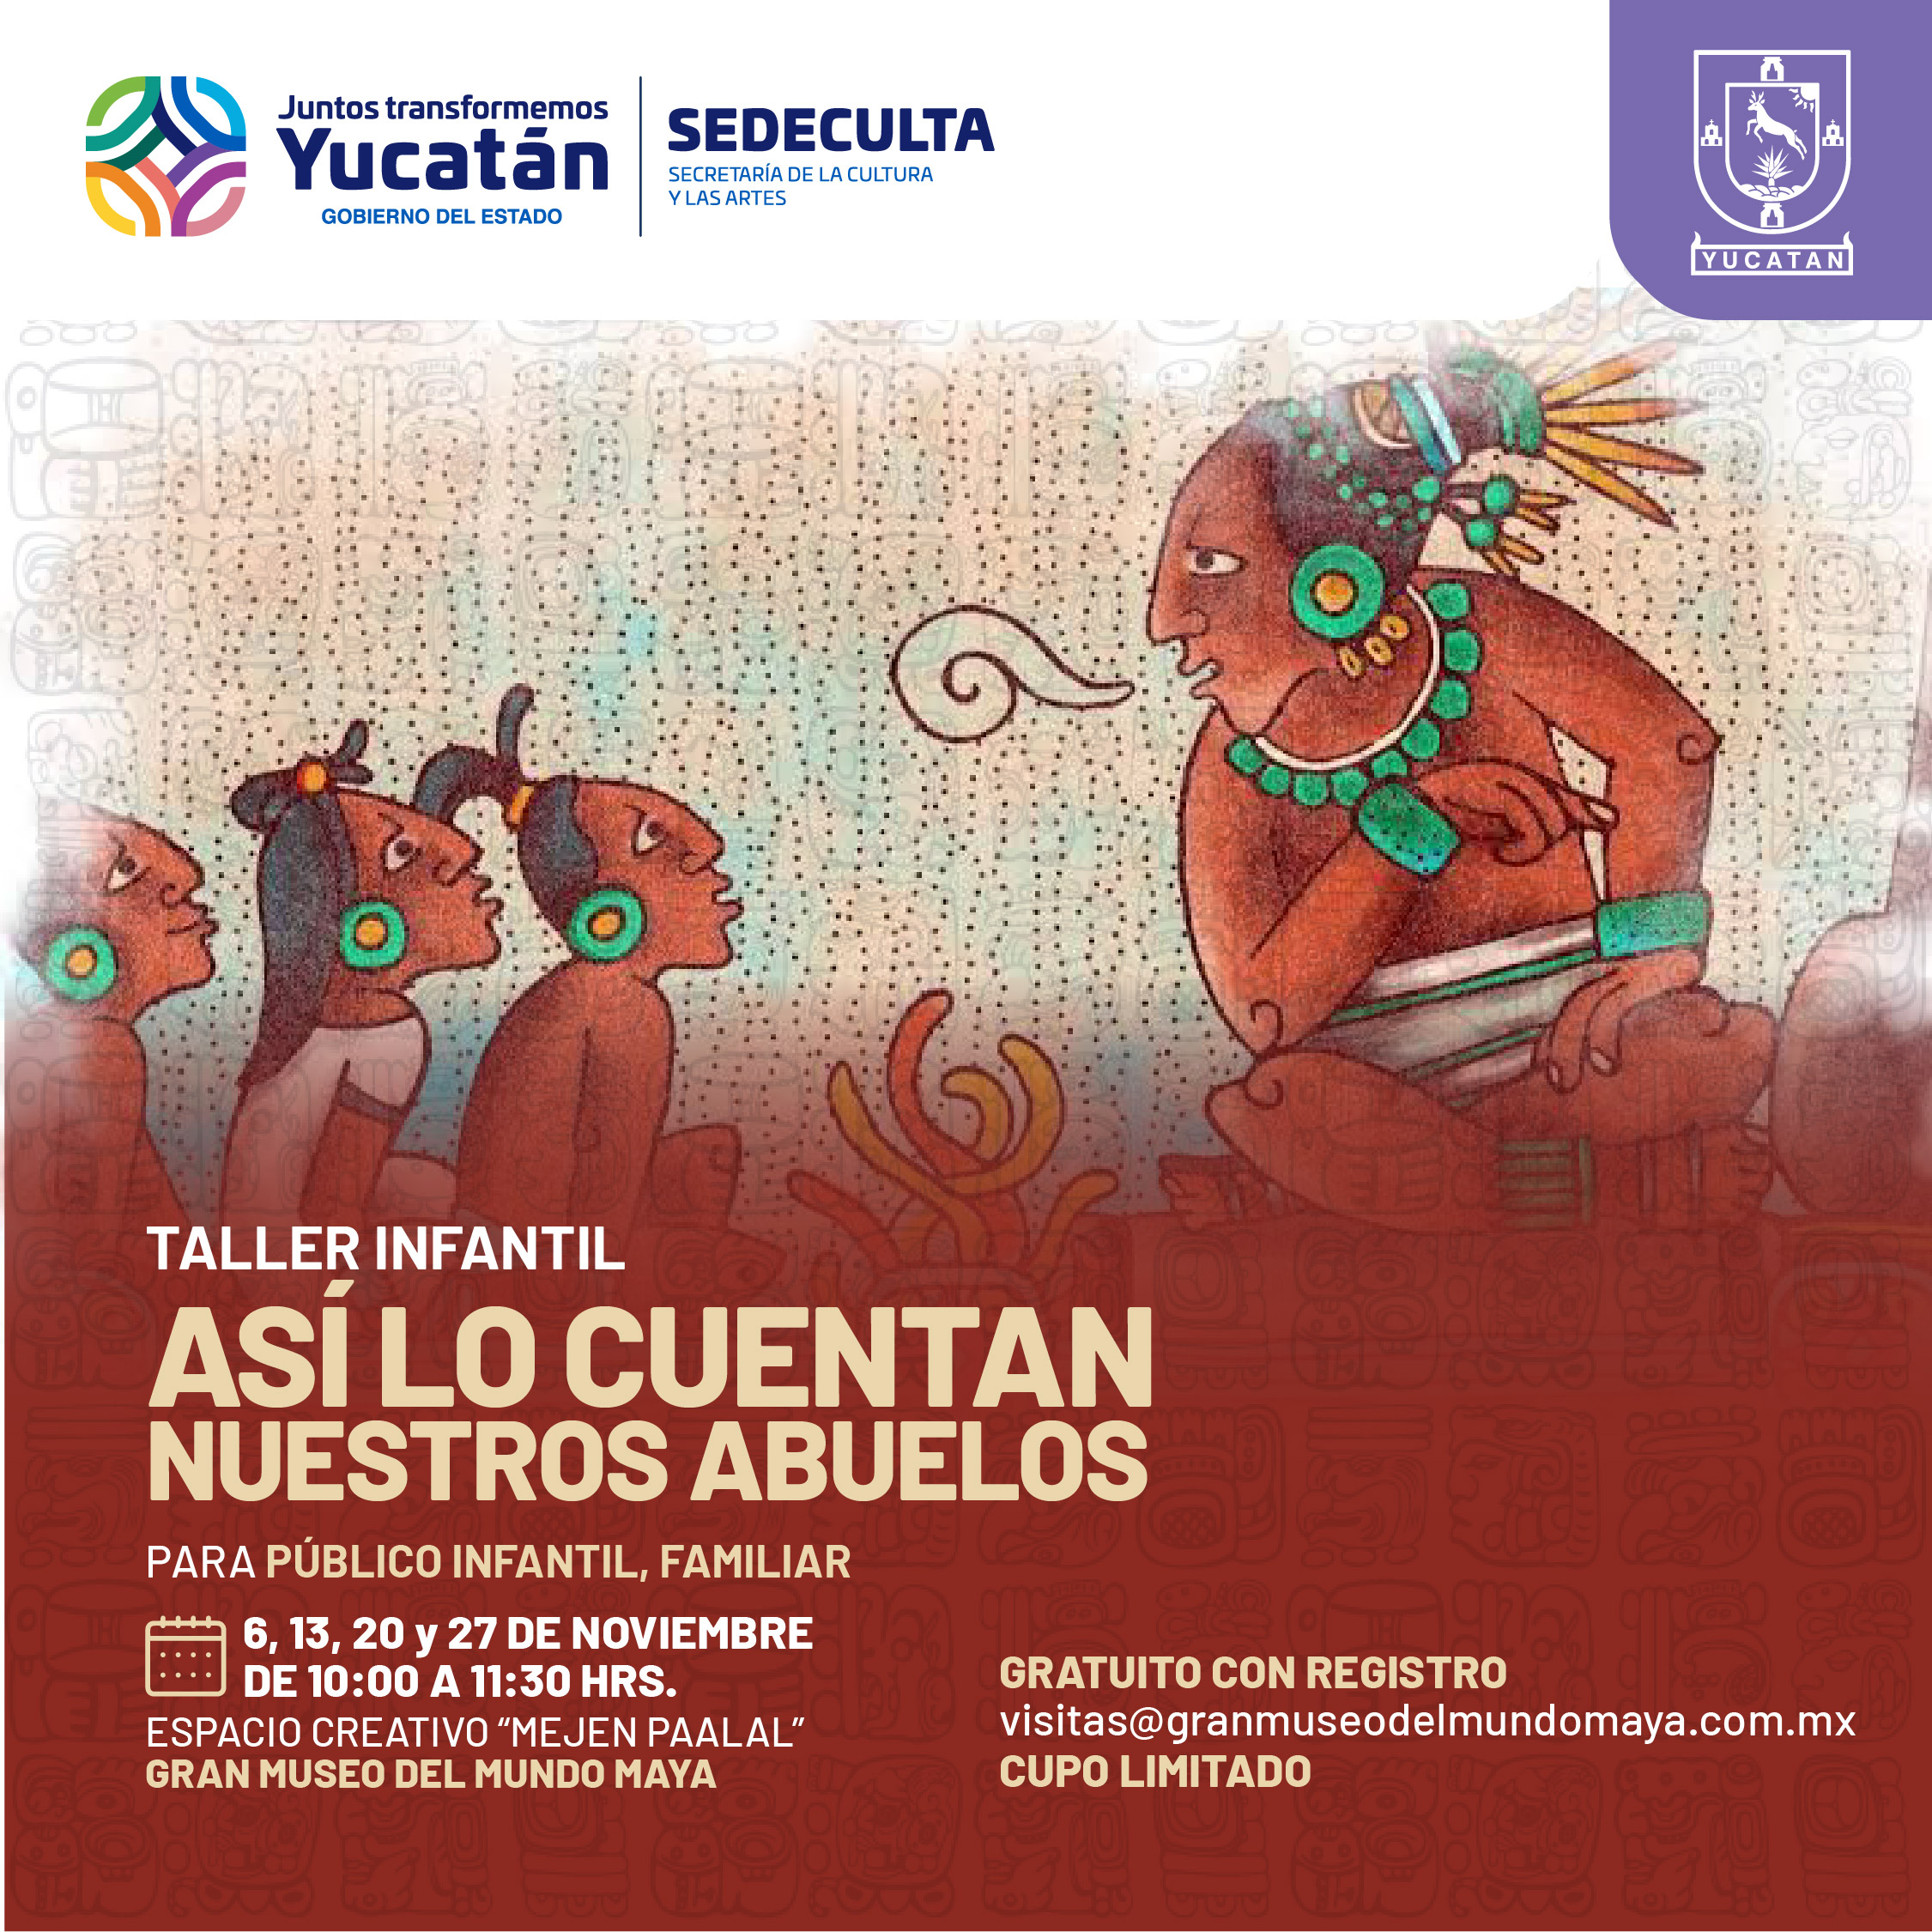 Juntos transformemos
Yucatán
GOBIERNO DEL ESTADO
SEDECULTA
SECRETARÍA DE LA CULTURA
Y LAS ARTES
YUCATAN
TALLER INFANTIL
ASÍ LO CUENTAN
NUESTROS ABUELOS
PARA PÚBLICO INFANTIL, FAMILIAR
6, 13, 20 y 27 DE NOVIEMBRE
DE 10:00 A 11:30 HRS.
ESPACIO CREATIVO “MEJEN PAALAL”
GRAN MUSEO DEL MUNDO MAYA
GRATUITO CON REGISTRO
visitas@granmuseodelmundomaya.com.mx
CUPO LIMITADO